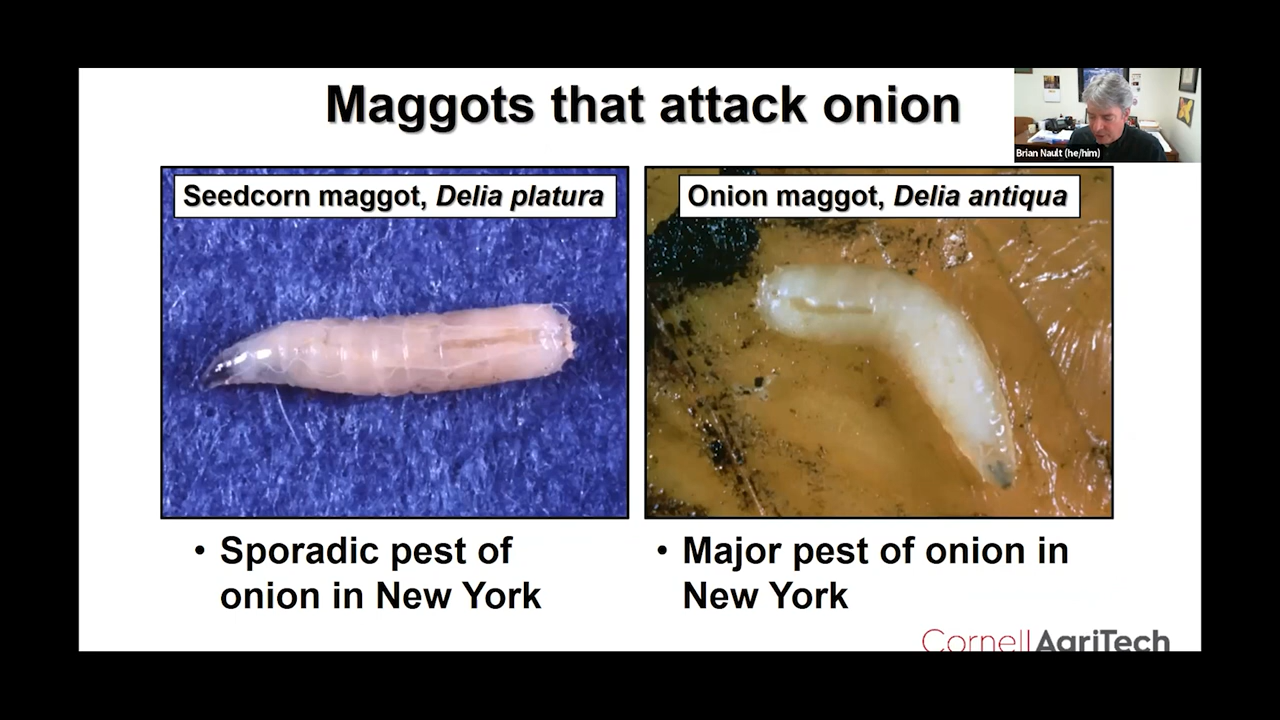 Maggots that attack onion
Brian Nault (he/him)
Seedcorn maggot, Delia platura
Onion maggot, Delia antiqua
• Sporadic pest of
onion in New York
• Major pest of onion in
New York
Cornell AgriTech